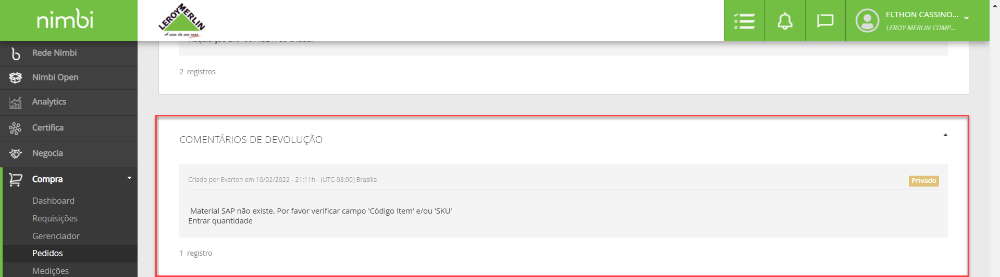 nimbi
LEROY MERLIN
A casa da sua casa.
ELTHON CASSINO...
LEROY MERLIN COMP...
Rede Nimbi
Nimbi Open
Analytics
Certifica
Negocia
Compra
Dashboard
Requisições
Gerenciador
Pedidos
Medições
2 registros
COMENTÁRIOS DE DEVOLUÇÃO
Criado por Everton em 10/02/2022 - 21:11h - (UTC-03:00) Brasilia
Privado
Material SAP não existe. Por favor verificar campo 'Código Item' e/ou 'SKU'
Entrar quantidade
1 registro